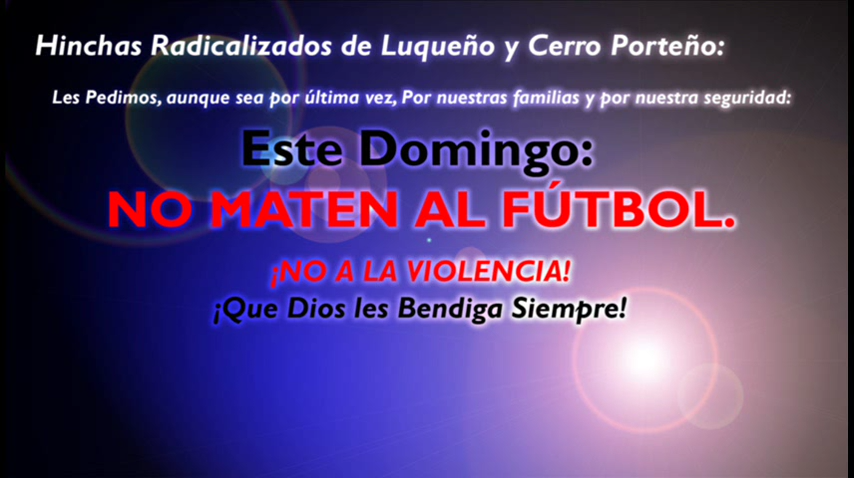 Hinchas Radicalizados de Luqueño y Cerro Porteño:
Les Pedimos, aunque sea por última vez, Por nuestras familias y por nuestra seguridad:
Este Domingo:
NO MATEN AL FÚTBOL.
¡NO A LA VIOLENCIA!
¡Que Dios les Bendiga Siempre!